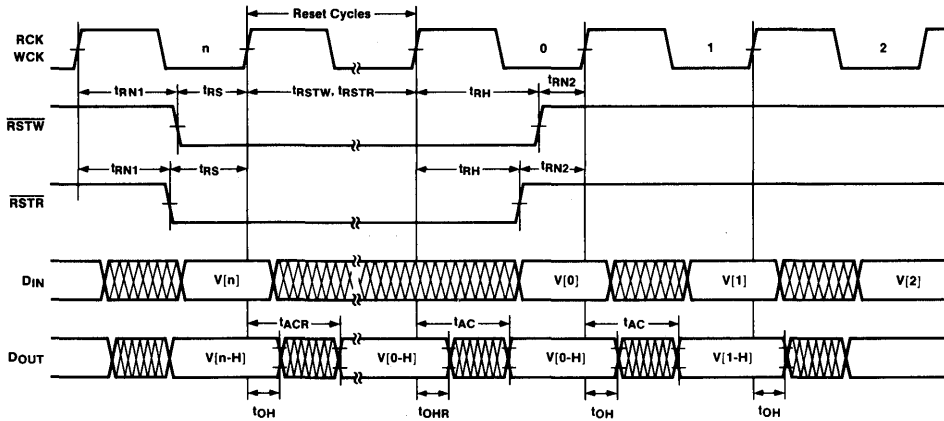 Reset Cycles
RCK
WCK
n
0
1
2
tRN1
tRS
tRSTW, tRSTR
tRH
tRN2
RSTW
tRN1
tRS
tRH
tRN2
RSTR
DIN
V[n]
V[0]
V[1]
V[2]
tACR
tAC
tAC
DOUT
V[n-H]
V[0-H]
V[0-H]
V[1-H]
tOH
tOHR
tOH
tOH